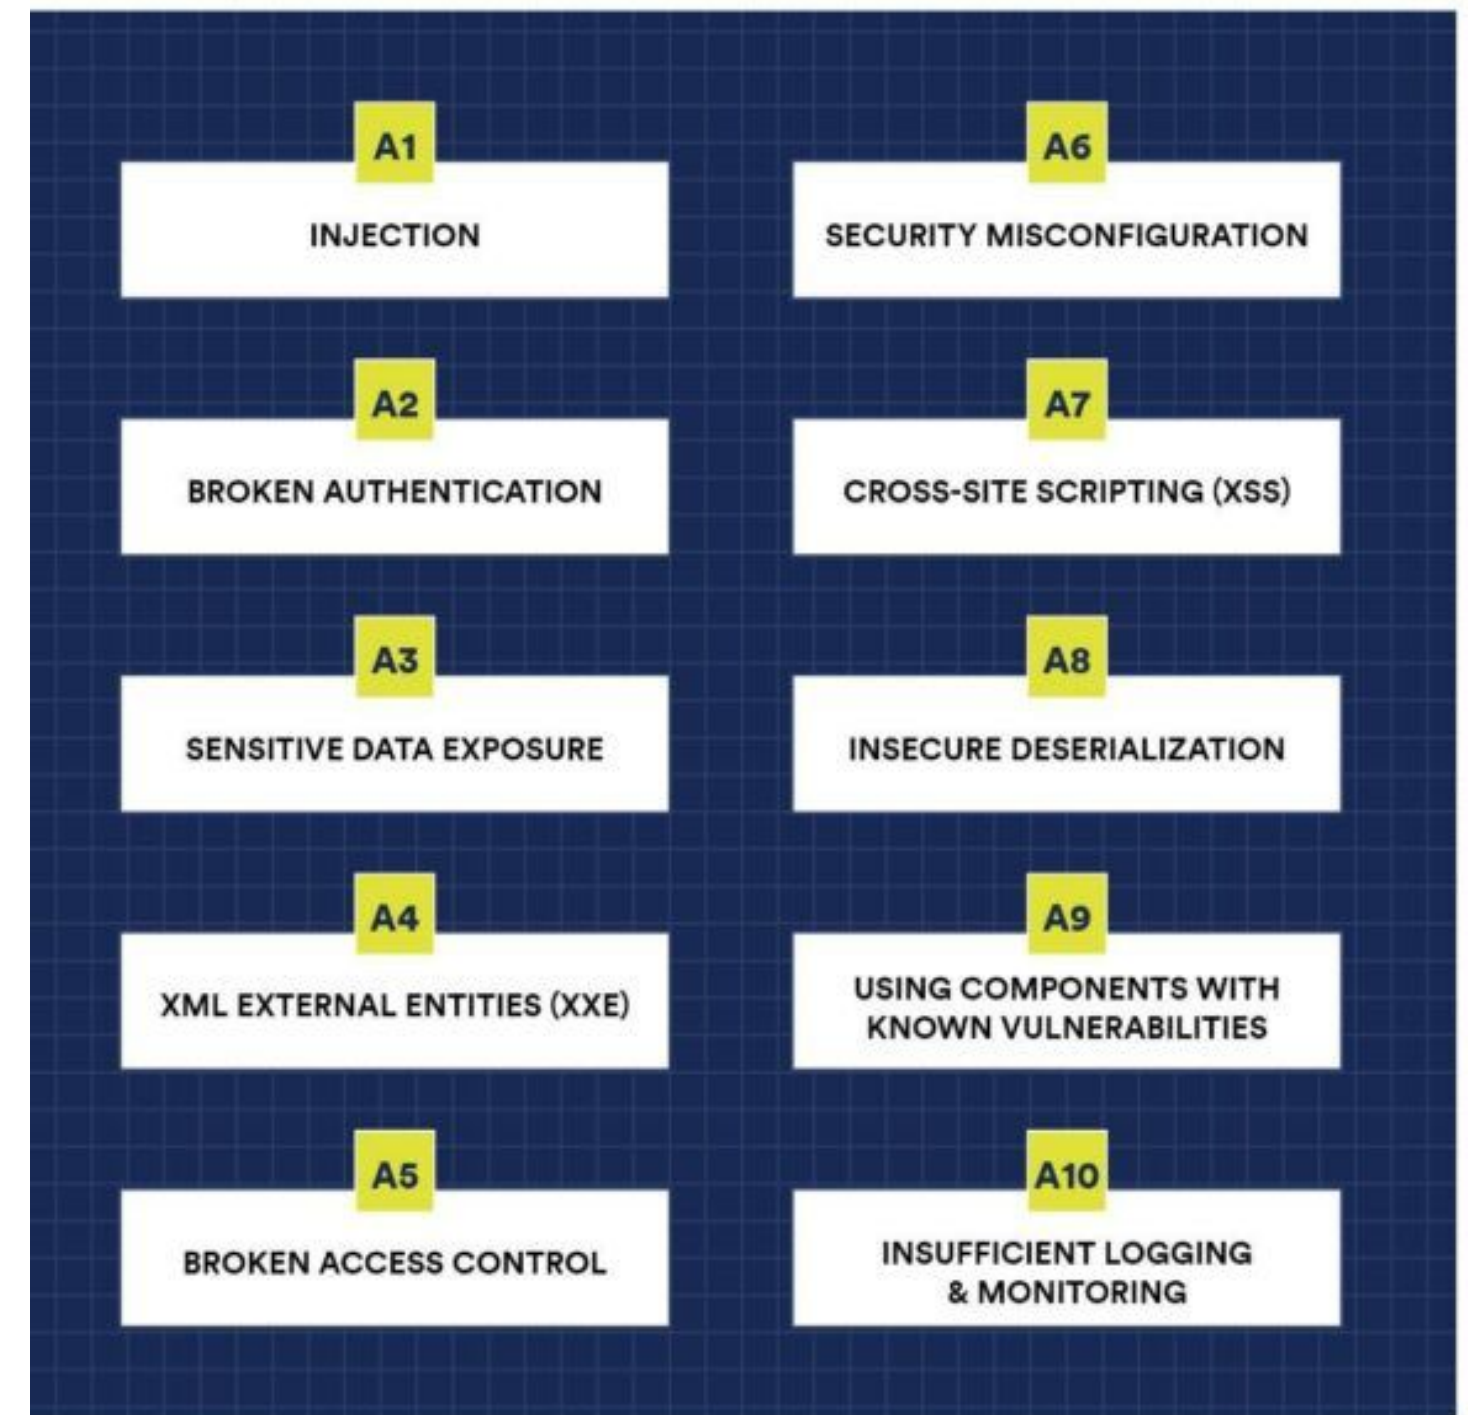 A1
INJECTION
A2
BROKEN AUTHENTICATION
A3
SENSITIVE DATA EXPOSURE
A4
XML EXTERNAL ENTITIES (XXE)
A5
BROKEN ACCESS CONTROL
A6
SECURITY MISCONFIGURATION
A7
CROSS-SITE SCRIPTING (XSS)
A8
INSECURE DESERIALIZATION
A9
USING COMPONENTS WITH
KNOWN VULNERABILITIES
A10
INSUFFICIENT LOGGING
& MONITORING